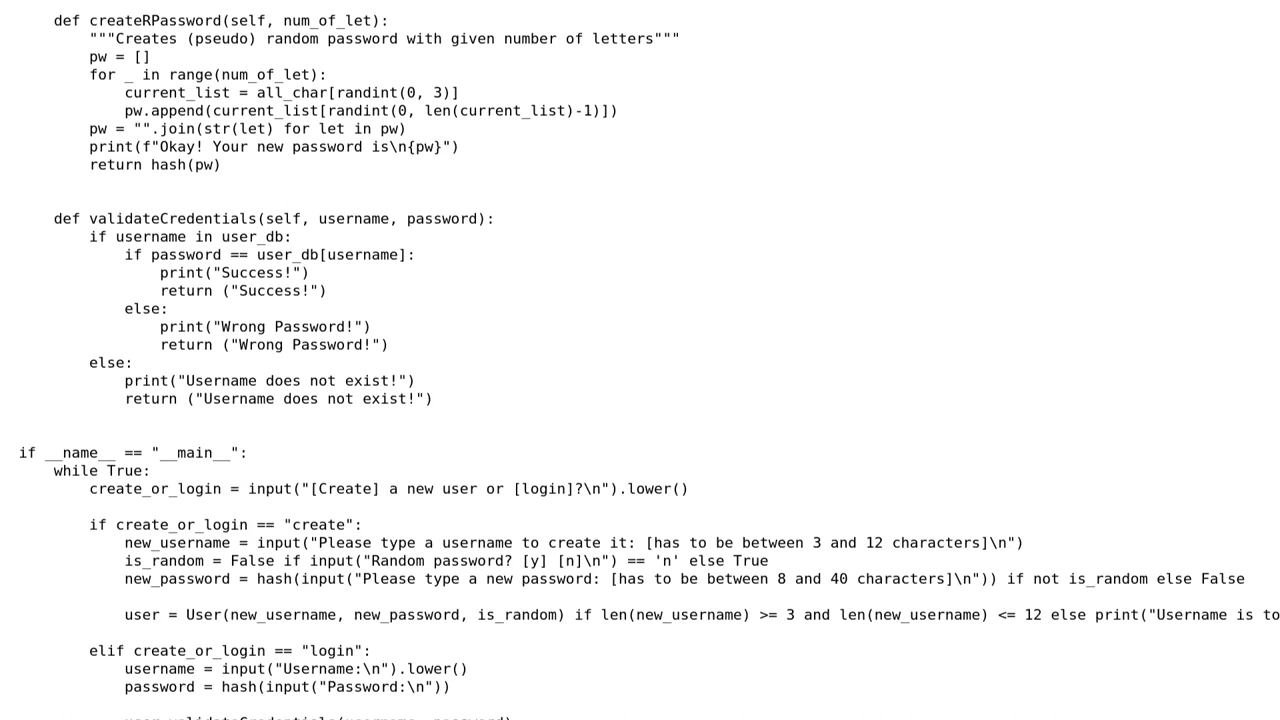 def createRPassword(self, num_of_let):
"""Creates (pseudo) random password with given number of letters"""
pw = []
for _ in range(num_of_let):
current_list = all_char[randint(0, 3)]
pw.append(current_list[randint(0, len(current_list)-1)])
pw = "".join(str(let) for let in pw)
print(f"Okay! Your new password is\n{pw}")
return hash(pw)
def validateCredentials(self, username, password):
if username in user_db:
if password == user_db[username]:
print("Success!")
return ("Success!")
else:
print("Wrong Password!")
return ("Wrong Password!")
else:
print("Username does not exist!")
return ("Username does not exist!")
if __name__ == "__main__":
while True:
create_or_login = input("[Create] a new user or [login]?\n").lower()
if create_or_login == "create":
new_username = input("Please type a username to create it: [has to be between 3 and 12 characters]\n")
is_random = False if input("Random password? [y] [n]\n") == 'n' else True
new_password = hash(input("Please type a new password: [has to be between 8 and 40 characters]\n")) if not is_random else False
user = User(new_username, new_password, is_random) if len(new_username) >= 3 and len(new_username) <= 12 else print("Username is to
elif create_or_login == "login":
username = input("Username:\n").lower()
password = hash(input("Password:\n"))